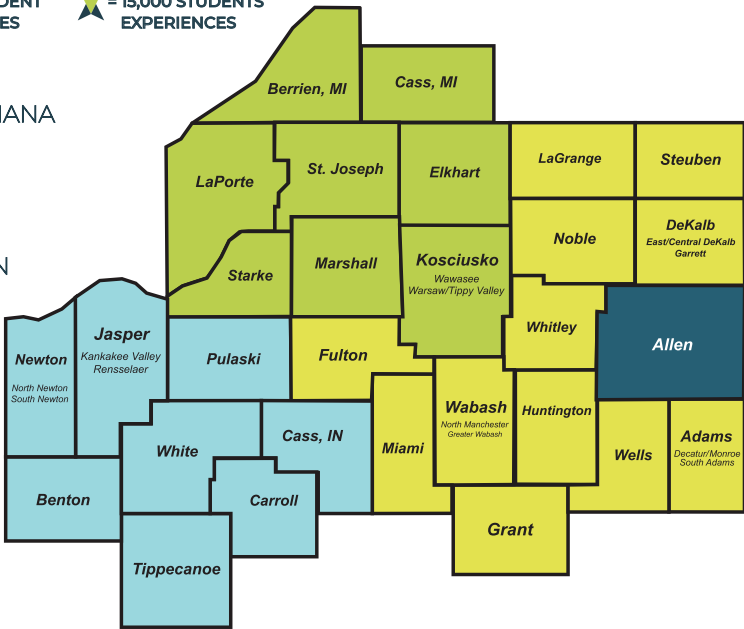 = 15,000 STUDENTS
EXPERIENCES
Berrien, MI
Cass, MI
LaPorte
St. Joseph
Elkhart
LaGrange
Steuben
Starke
Marshall
Kosciusko
Wawasee
Warsaw/Tippy Valley
Noble
DeKalb
East/Central DeKalb
Garrett
Newton
North Newton
South Newton
Jasper
Kankakee Valley
Rensselaer
Pulaski
Fulton
Whitley
Allen
White
Cass, IN
Miami
Wabash
North Manchester
Greater Wabash
Huntington
Wells
Adams
Decatur/Monroe
South Adams
Benton
Carroll
Grant
Tippecanoe